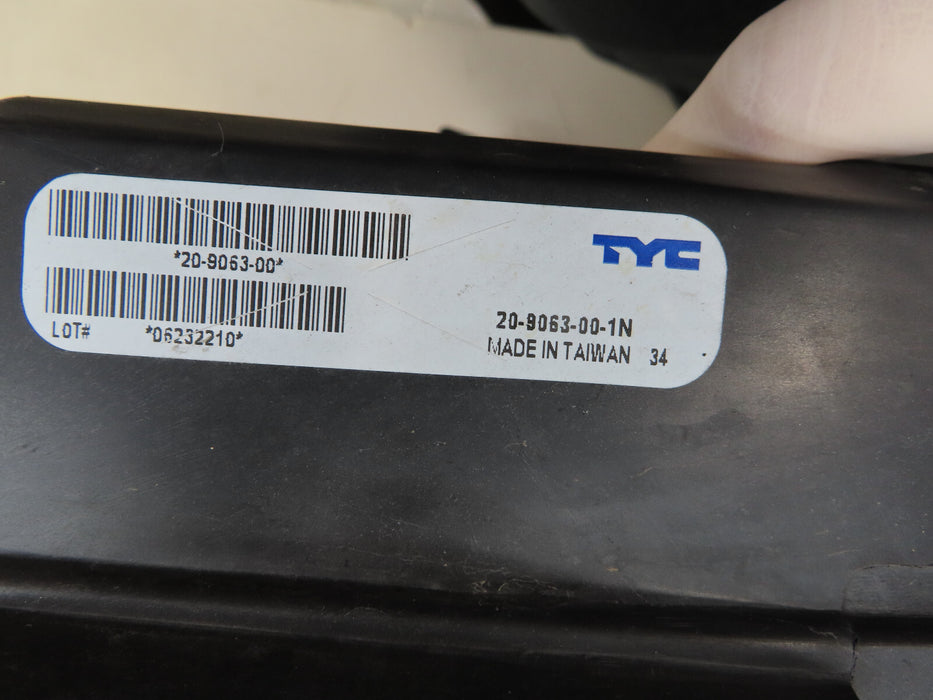 *20-9063-00*
TYC
LOT# *06232210*
20-9063-00-1N
MADE IN TAIWAN 34